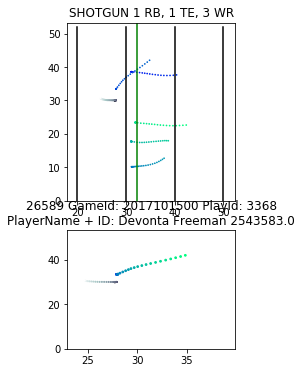 SHOTGUN 1 RB, 1 TE, 3 WR
50
40
30
20
10
0
20 30 40 50
26589 GameId: 2017101500 PlayId: 3368
PlayerName + ID: Devonta Freeman 2543583.0
40
20
0
25 30 35